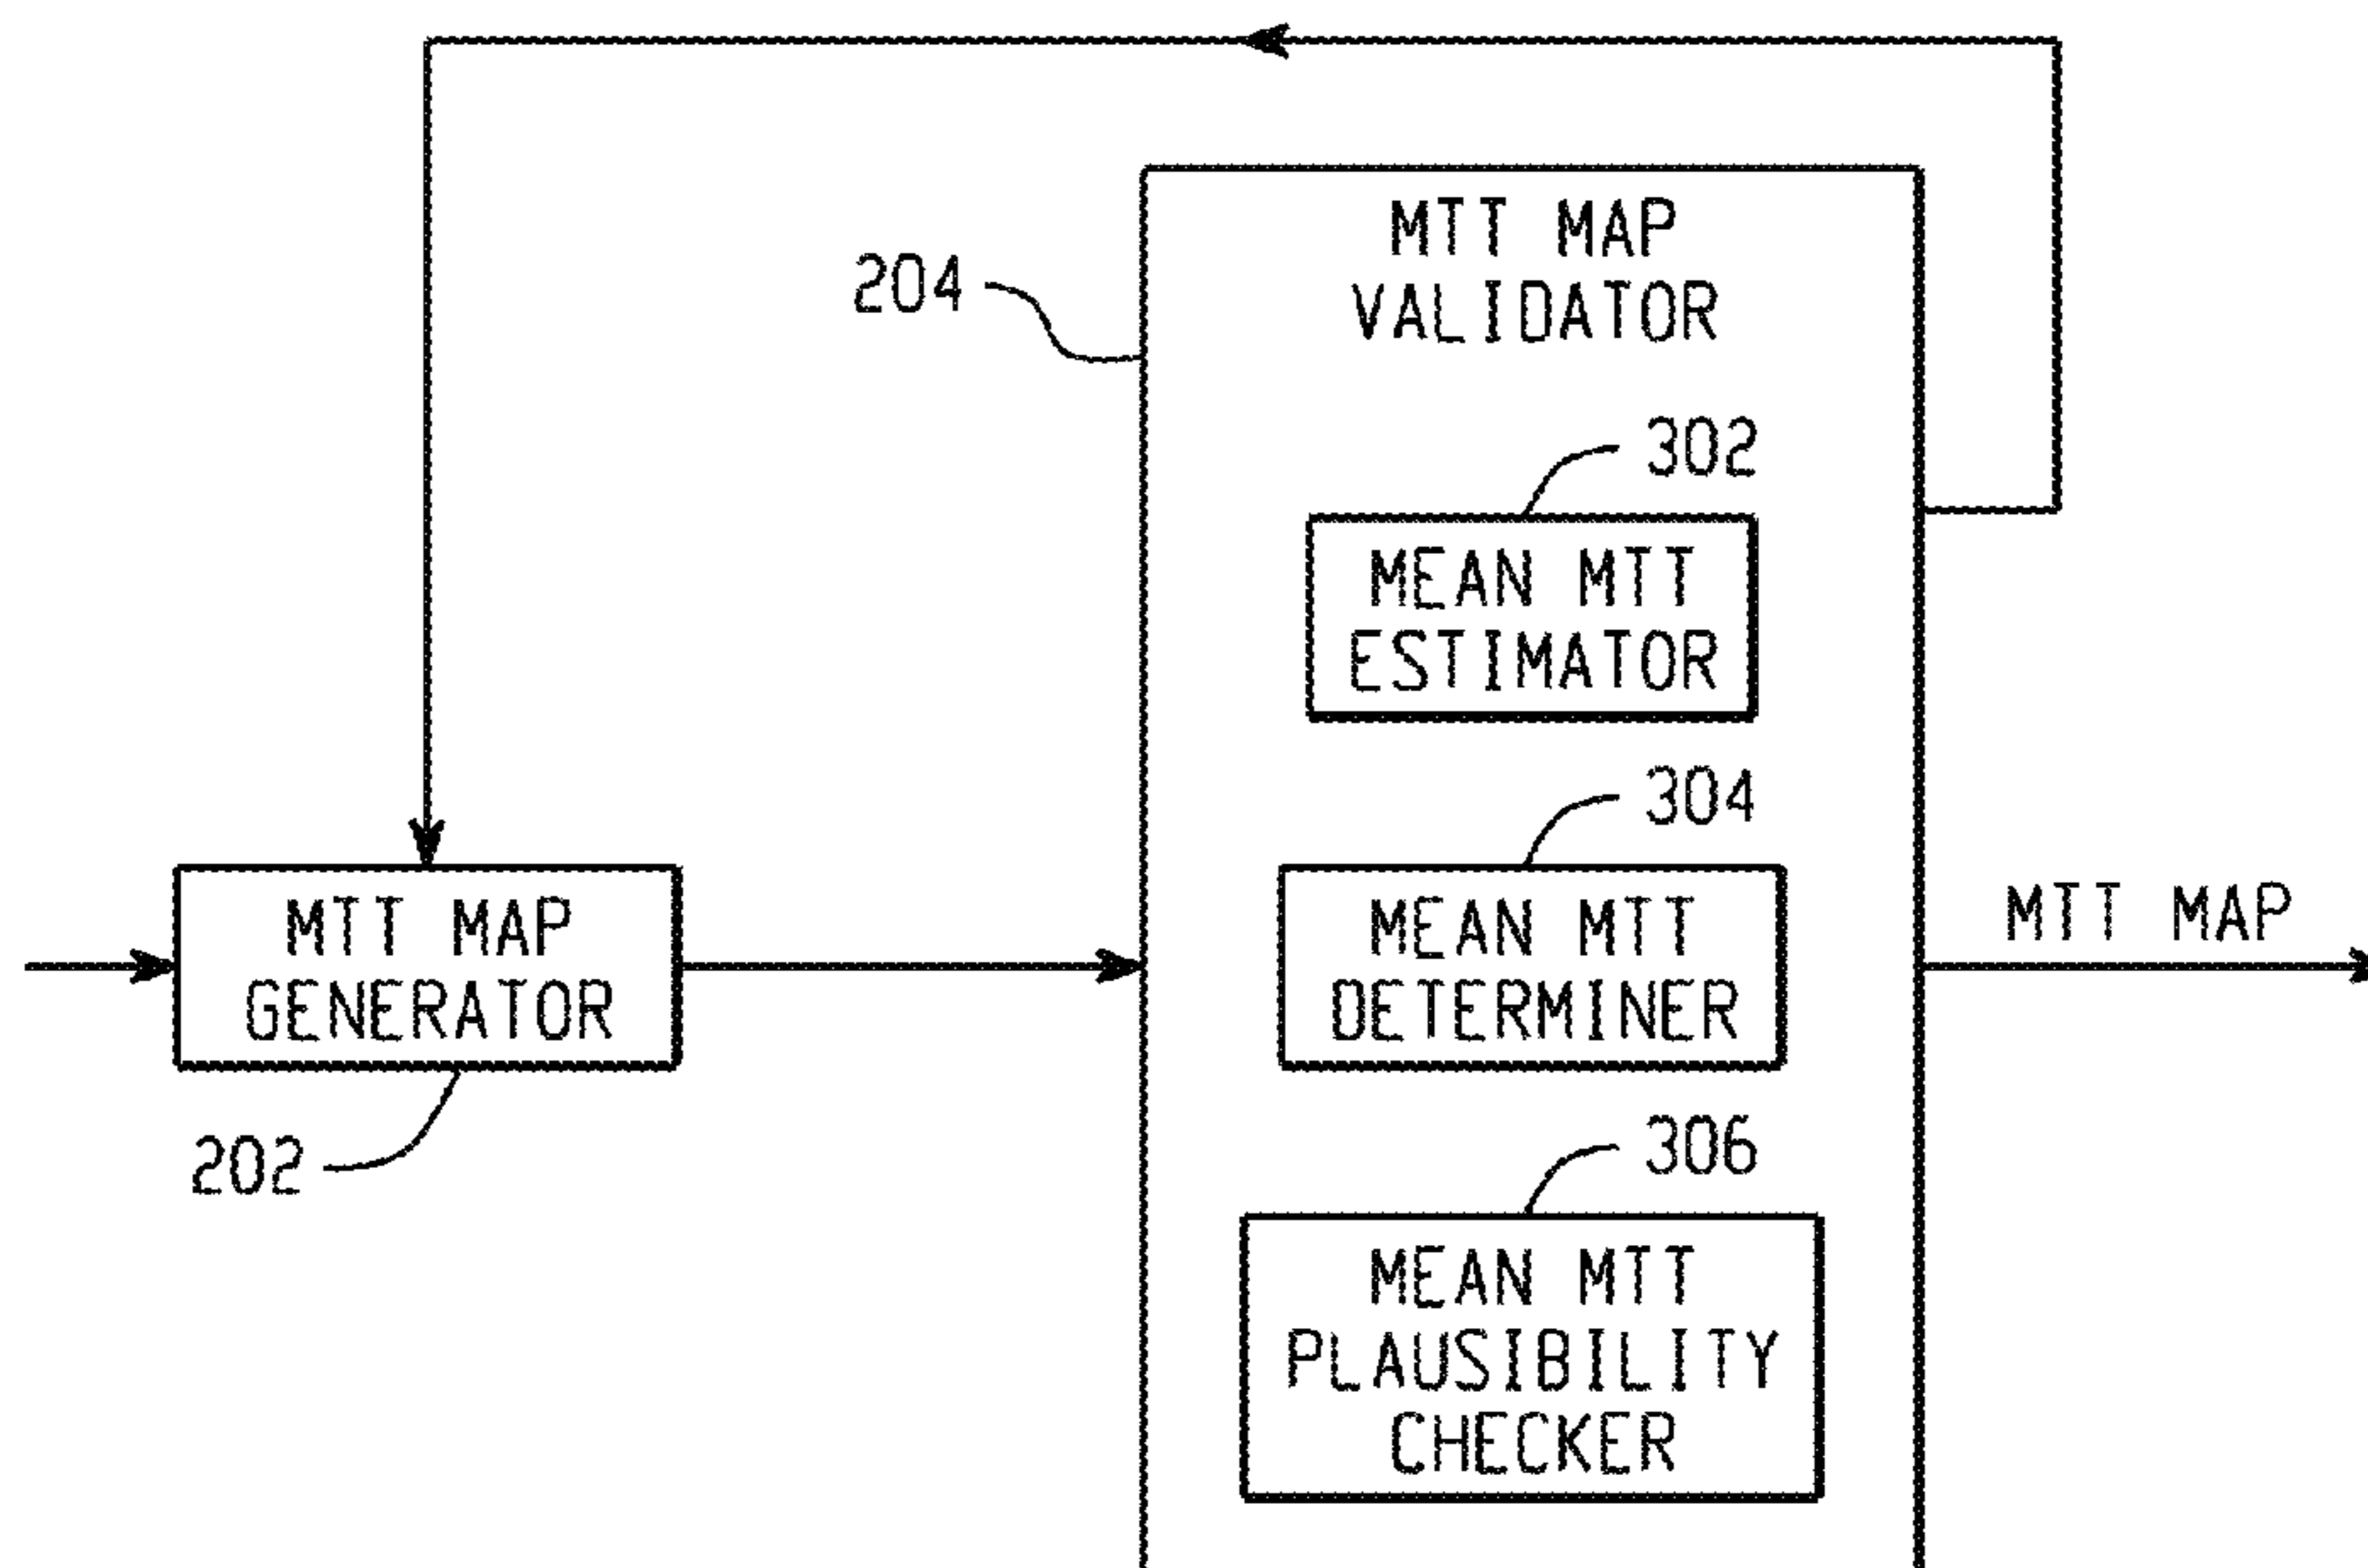 MTT MAP
VALIDATOR
204
302
MEAN MTT
ESTIMATOR
304
MEAN MTT
DETERMINER
MTT MAP
MTT MAP
GENERATOR
202
306
MEAN MTT
PLAUSIBILITY
CHECKER